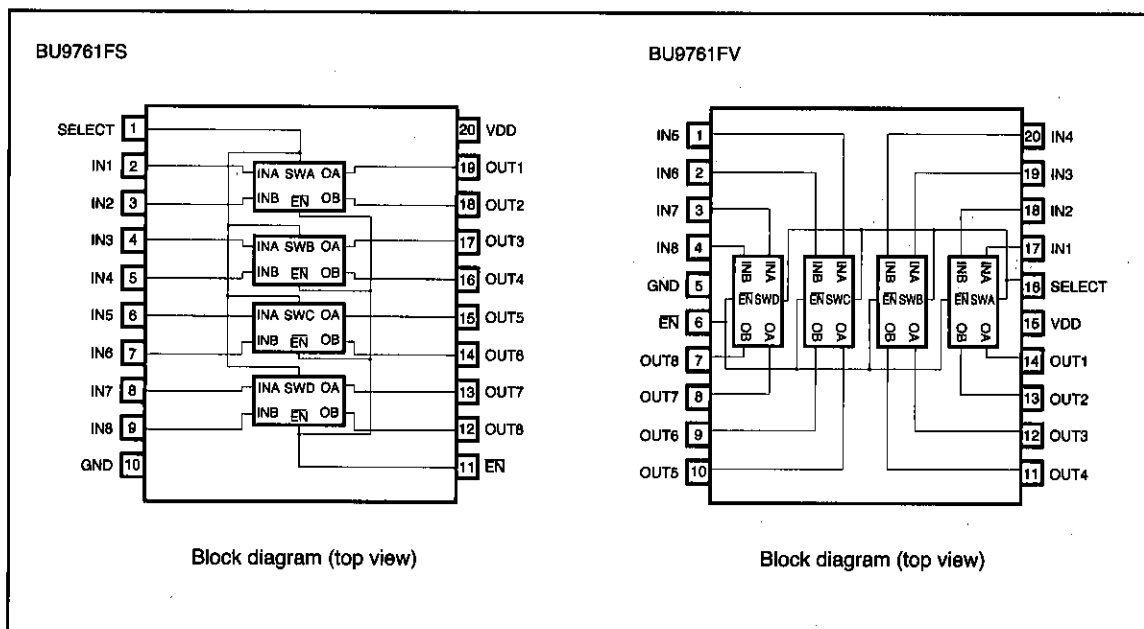 BU9761FS
SELECT 1
IN1 2
IN2 3
IN3 4
IN4 5
IN5 6
IN6 7
IN7 8
IN8 9
GND 10
20 VDD
19 OUT1
18 OUT2
17 OUT3
16 OUT4
15 OUT5
14 OUT6
13 OUT7
12 OUT8
11 EN
INA SWA OA
INB EN OB
INA SWB OA
INB EN OB
INA SWC OA
INB EN OB
INA SWD OA
INB EN OB
Block diagram (top view)
BU9761FV
IN5 1
IN6 2
IN7 3
IN8 4
GND 5
EN 6
OUT8 7
OUT7 8
OUT6 9
OUT5 10
20 IN4
19 IN3
18 IN2
17 IN1
16 SELECT
15 VDD
14 OUT1
13 OUT2
12 OUT3
11 OUT4
INB INA
EN SWD
OB OA
INB INA
EN SWC
OB OA
INB INA
EN SWB
OB OA
INB INA
EN SWA
OB OA
Block diagram (top view)